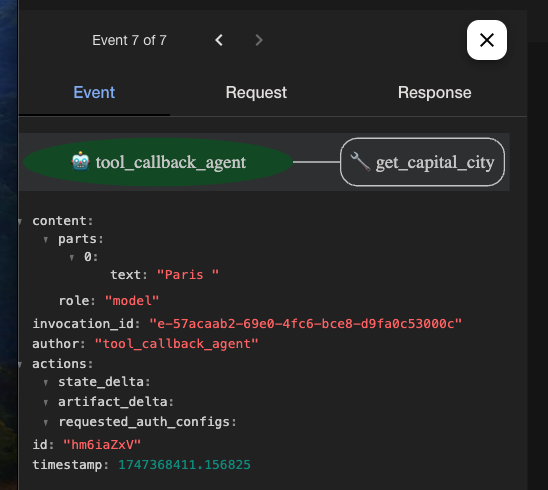 Event 7 of 7
Event Request Response
tool_callback_agent get_capital_city
content:
parts:
0:
text: "Paris "
role: "model"
invocation_id: "e-57acaab2-69e0-4fc6-bce8-d9fa0c53000c"
author: "tool_callback_agent"
actions:
state_delta:
artifact_delta:
requested_auth_configs:
id: "hm6iaZxV"
timestamp: 1747368411.156825